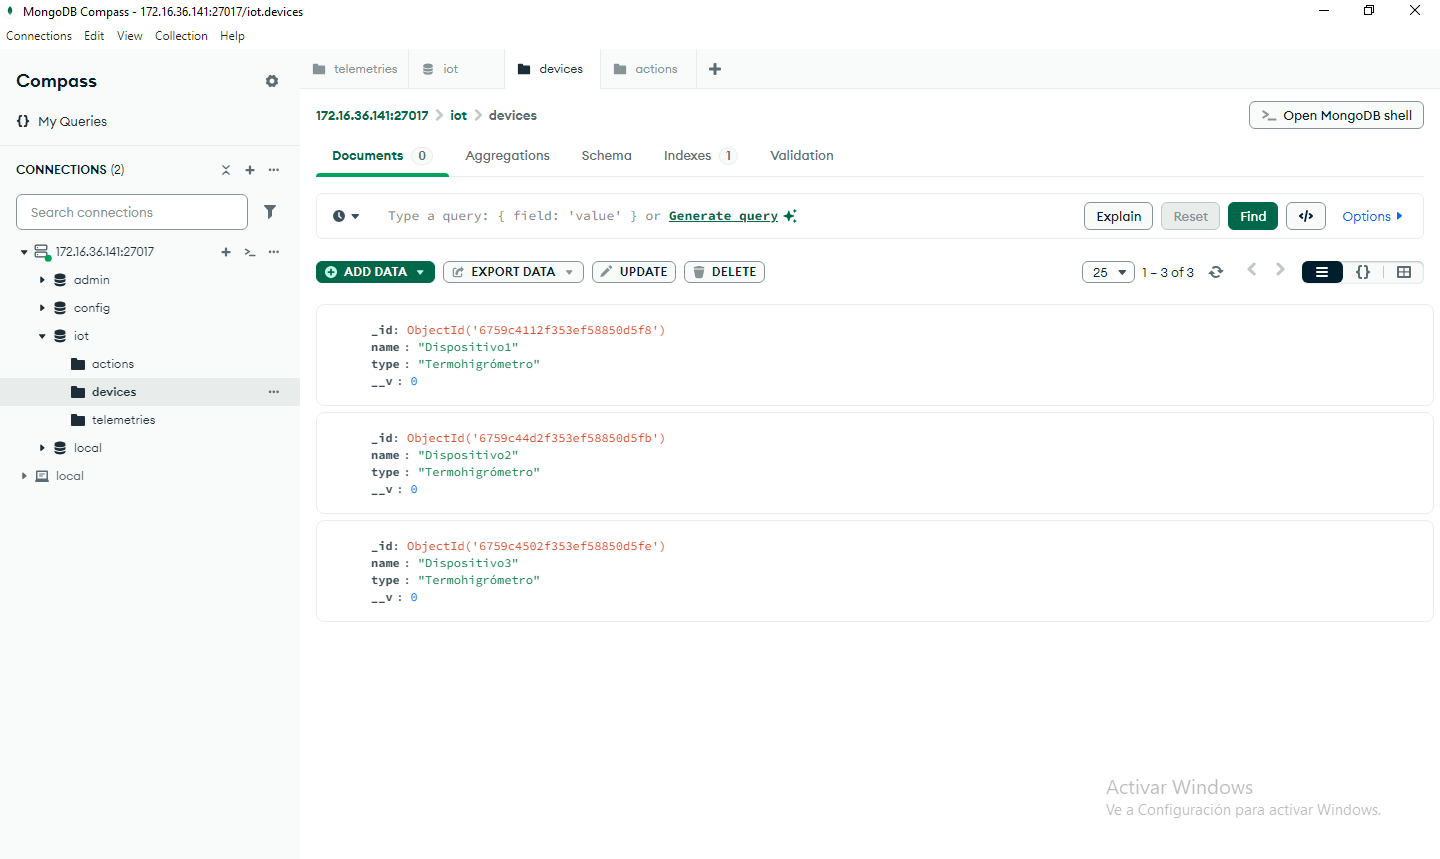 MongoDB Compass - 172.16.36.141:27017/iot.devices
Connections Edit View Collection Help
Compass
{} My Queries
CONNECTIONS (2)
Search connections
172.16.36.141:27017
admin
config
iot
actions
devices
telemetries
local
local
telemetries
iot
devices
actions
172.16.36.141:27017 > iot > devices
>_ Open MongoDB shell
Documents 0 Aggregations Schema Indexes 1 Validation
Type a query: { field: 'value' } or Generate query
Explain Reset Find </> Options
ADD DATA EXPORT DATA UPDATE DELETE
25 1 – 3 of 3
_id: ObjectId('6759c4112f353ef58850d5f8')
name : "Dispositivo1"
type : "Termohigrómetro"
__v : 0
_id: ObjectId('6759c44d2f353ef58850d5fb')
name : "Dispositivo2"
type : "Termohigrómetro"
__v : 0
_id: ObjectId('6759c4502f353ef58850d5fe')
name : "Dispositivo3"
type : "Termohigrómetro"
__v : 0
Activar Windows
Ve a Configuración para activar Windows.